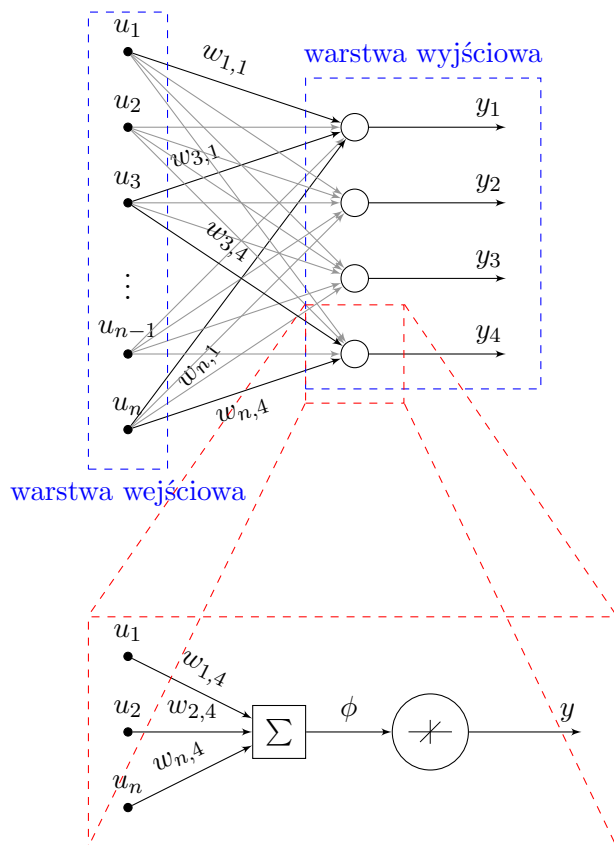 u₁
w₁,₁
warstwa wyjściowa
u₂
y₁
w₃,₁
u₃
y₂
w₃,₄
⋮
y₃
uₙ₋₁
wₙ,₁
y₄
uₙ
wₙ,₄
warstwa wejściowa
u₁
w₁,₄
u₂
w₂,₄
∑
ϕ
y
wₙ,₄
uₙ